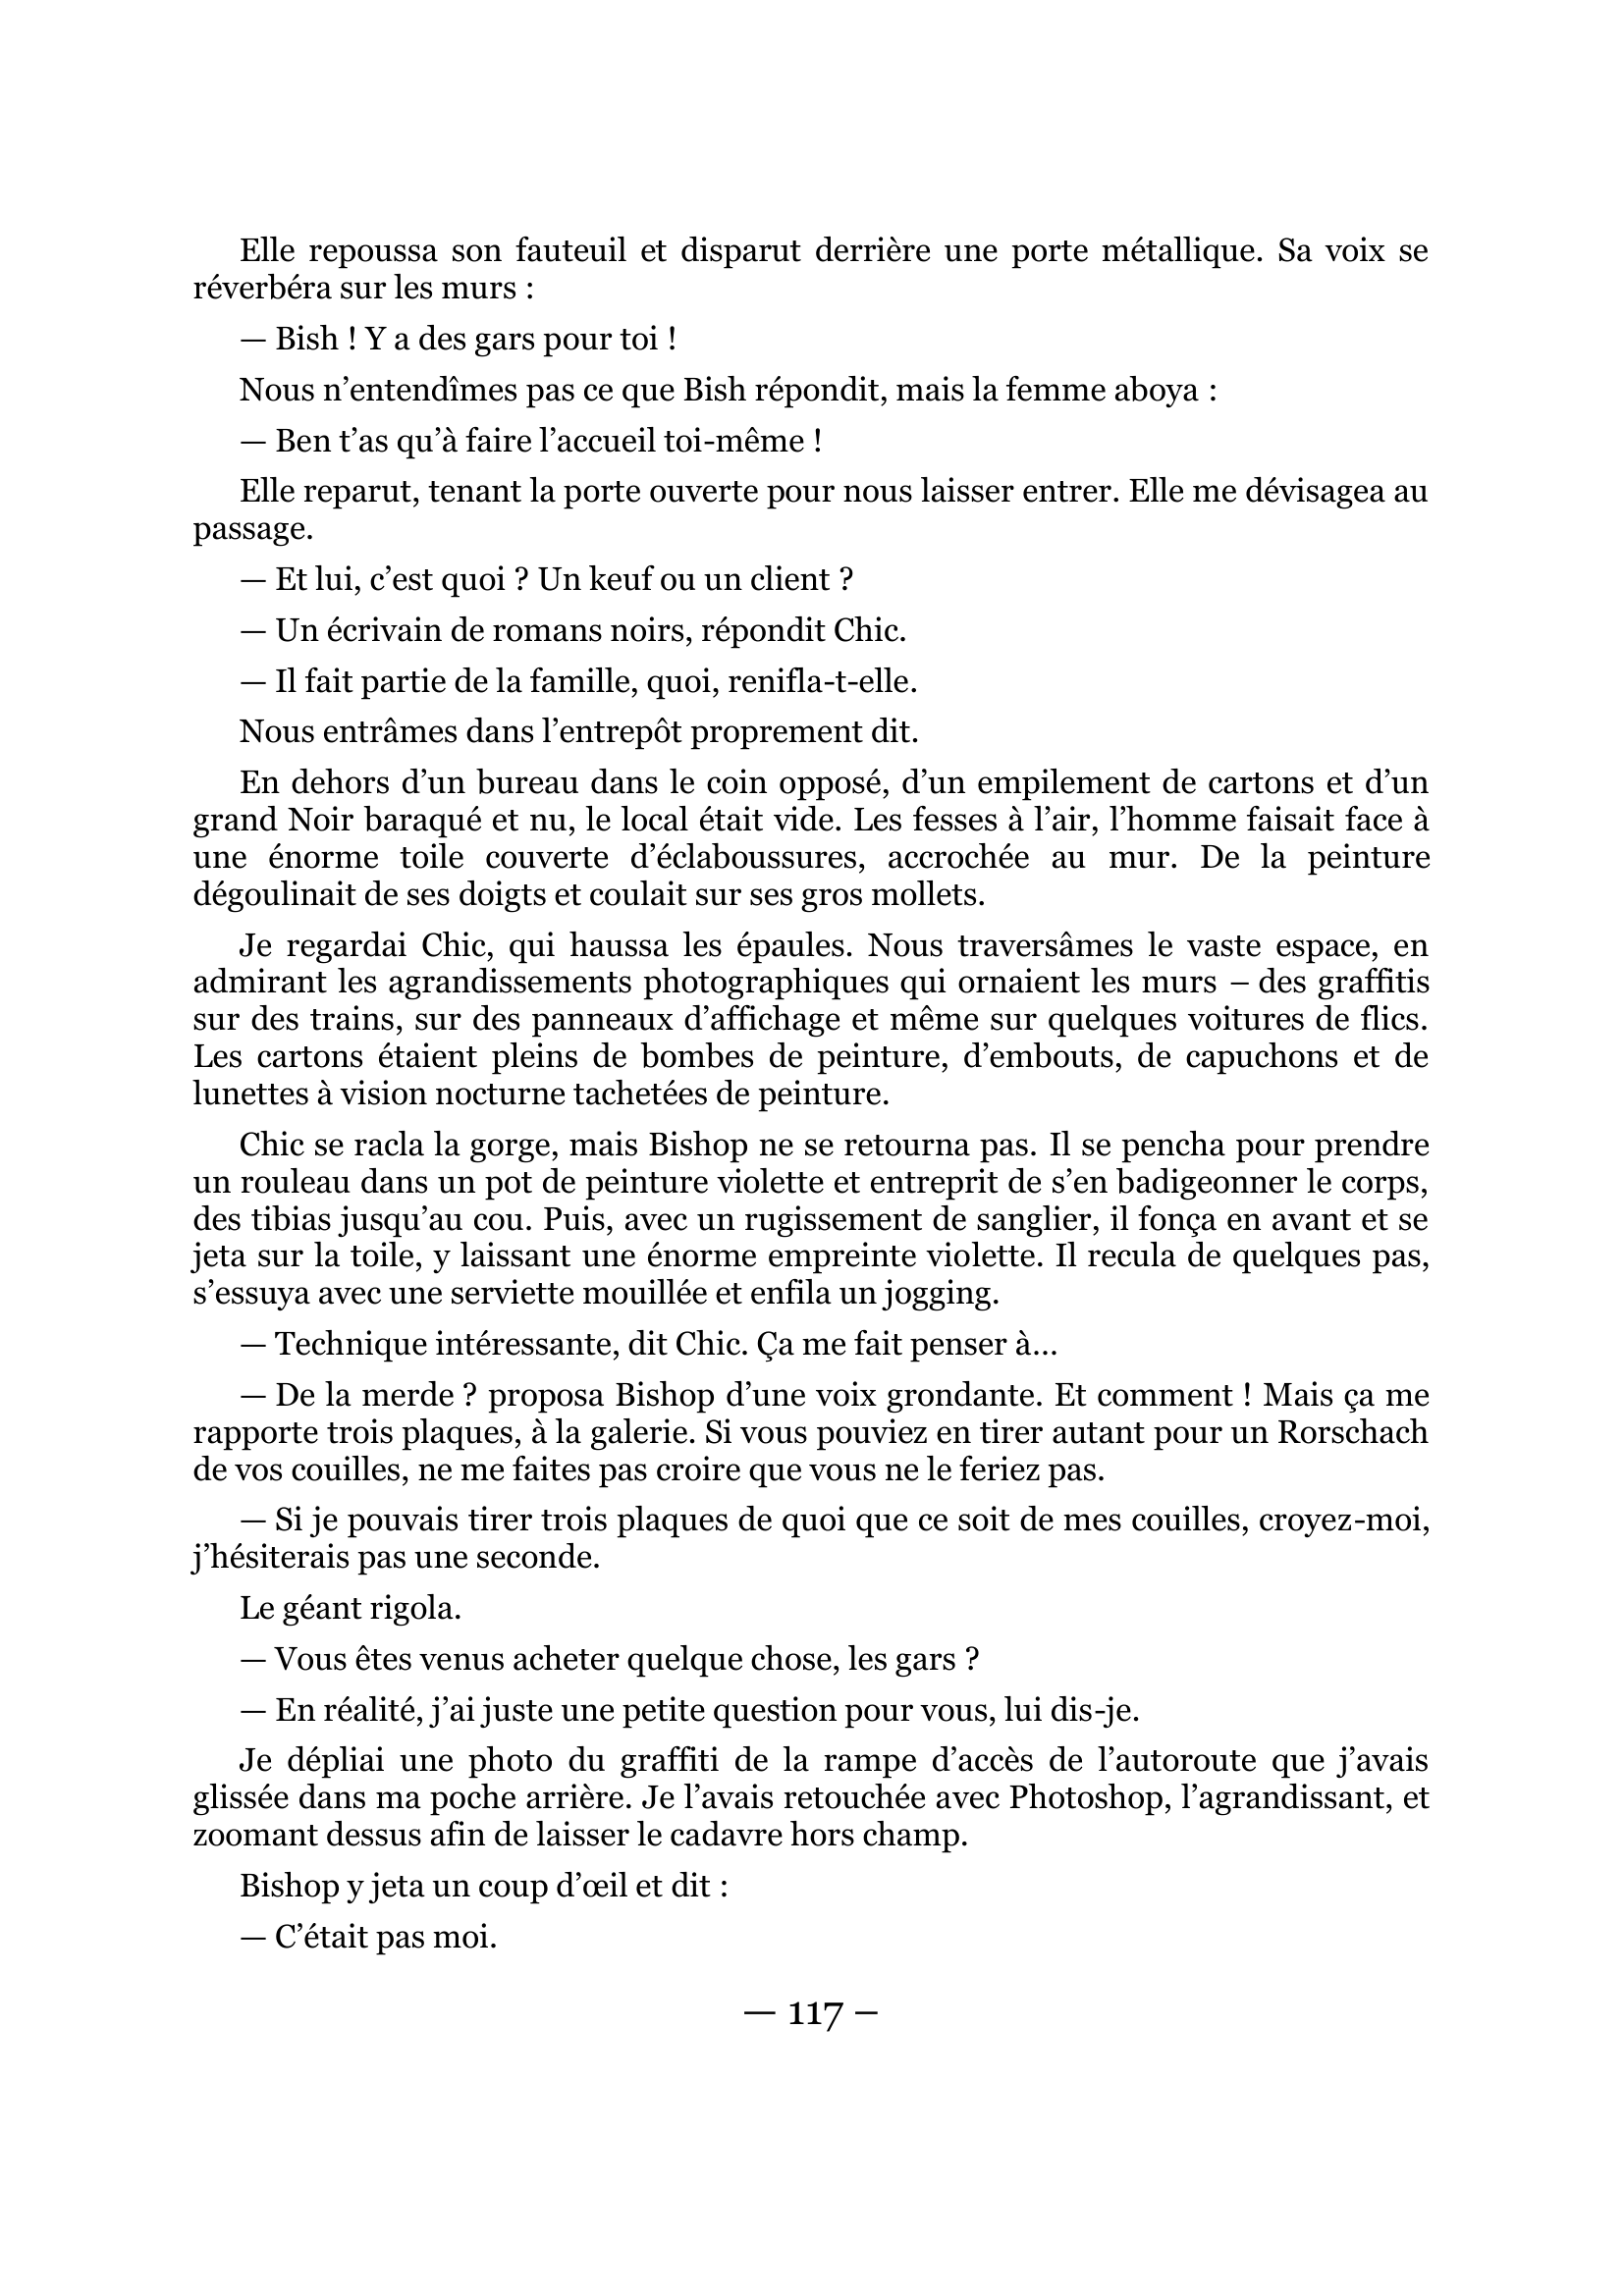 Elle repoussa son fauteuil et disparut derrière une porte métallique. Sa voix se
réverbéra sur les murs :
— Bish ! Y a des gars pour toi !
Nous n’entendîmes pas ce que Bish répondit, mais la femme aboya :
— Ben t’as qu’à faire l’accueil toi-même !
Elle reparut, tenant la porte ouverte pour nous laisser entrer. Elle me dévisagea au
passage.
— Et lui, c’est quoi ? Un keuf ou un client ?
— Un écrivain de romans noirs, répondit Chic.
— Il fait partie de la famille, quoi, renifla-t-elle.
Nous entrâmes dans l’entrepôt proprement dit.
En dehors d’un bureau dans le coin opposé, d’un empilement de cartons et d’un
grand Noir baraqué et nu, le local était vide. Les fesses à l’air, l’homme faisait face à
une énorme toile couverte d’éclaboussures, accrochée au mur. De la peinture
dégoulinait de ses doigts et coulait sur ses gros mollets.
Je regardai Chic, qui haussa les épaules. Nous traversâmes le vaste espace, en
admirant les agrandissements photographiques qui ornaient les murs – des graffitis
sur des trains, sur des panneaux d’affichage et même sur quelques voitures de flics.
Les cartons étaient pleins de bombes de peinture, d’embouts, de capuchons et de
lunettes à vision nocturne tachetées de peinture.
Chic se racla la gorge, mais Bishop ne se retourna pas. Il se pencha pour prendre
un rouleau dans un pot de peinture violette et entreprit de s’en badigeonner le corps,
des tibias jusqu’au cou. Puis, avec un rugissement de sanglier, il fonça en avant et se
jeta sur la toile, y laissant une énorme empreinte violette. Il recula de quelques pas,
s’essuya avec une serviette mouillée et enfila un jogging.
— Technique intéressante, dit Chic. Ça me fait penser à…
— De la merde ? proposa Bishop d’une voix grondante. Et comment ! Mais ça me
rapporte trois plaques, à la galerie. Si vous pouviez en tirer autant pour un Rorschach
de vos couilles, ne me faites pas croire que vous ne le feriez pas.
— Si je pouvais tirer trois plaques de quoi que ce soit de mes couilles, croyez-moi,
j’hésiterais pas une seconde.
Le géant rigola.
— Vous êtes venus acheter quelque chose, les gars ?
— En réalité, j’ai juste une petite question pour vous, lui dis-je.
Je dépliai une photo du graffiti de la rampe d’accès de l’autoroute que j’avais
glissée dans ma poche arrière. Je l’avais retouchée avec Photoshop, l’agrandissant, et
zoomant dessus afin de laisser le cadavre hors champ.
Bishop y jeta un coup d’œil et dit :
— C’était pas moi.
— 117 –